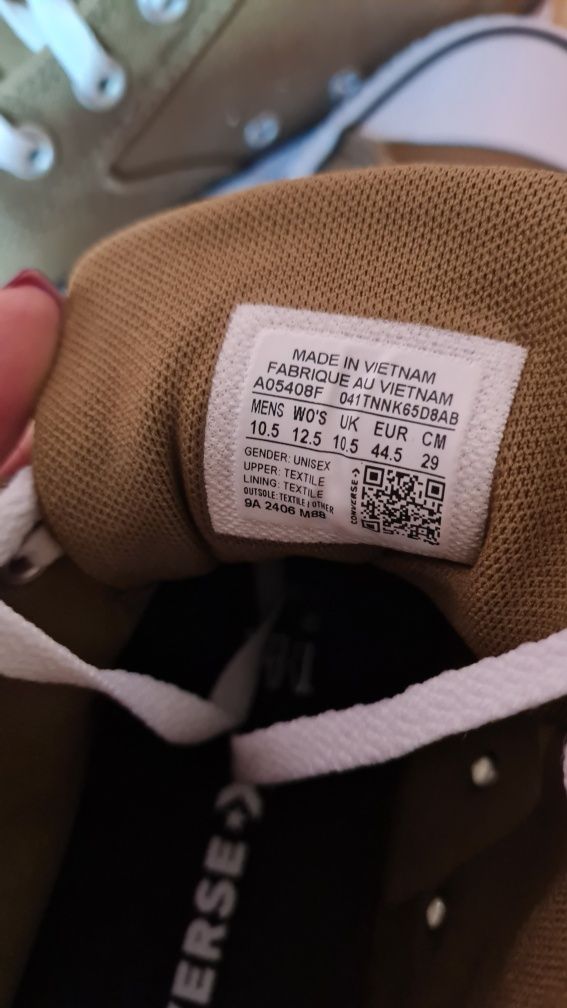 MADE IN VIETNAM
FABRIQUE AU VIETNAM
A05408F 041TNNK65D8AB
MENS WO'S UK EUR CM
10.5 12.5 10.5 44.5 29
GENDER: UNISEX
UPPER: TEXTILE
LINING: TEXTILE
OUTSOLE: TEXTILE / OTHER
9A 2406 M88
CONVERSE
VERSE